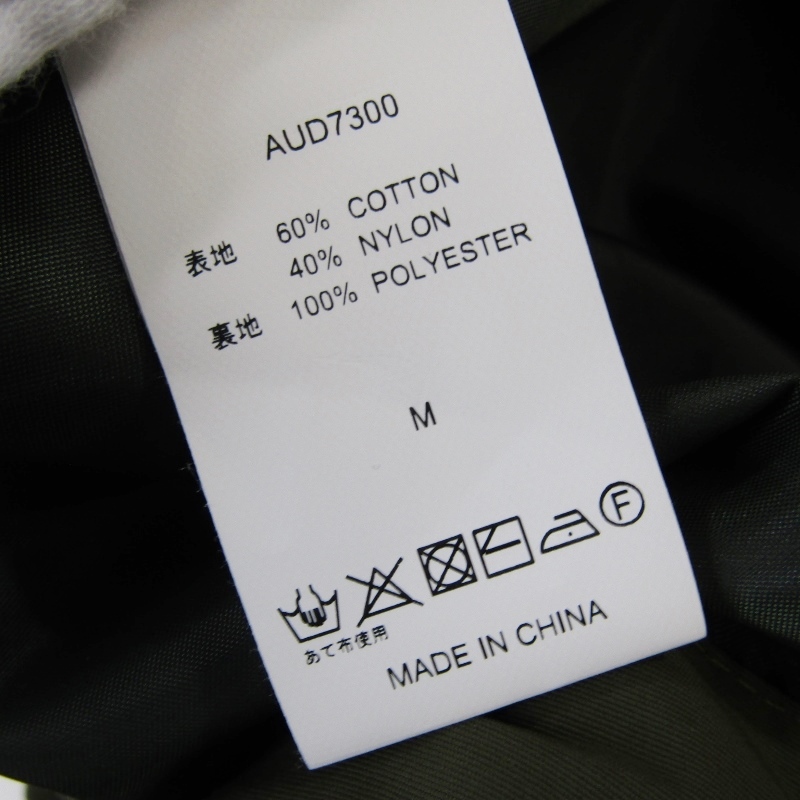 AUD7300
表地 60% COTTON
40% NYLON
裏地 100% POLYESTER
M
F
あて布使用
MADE IN CHINA